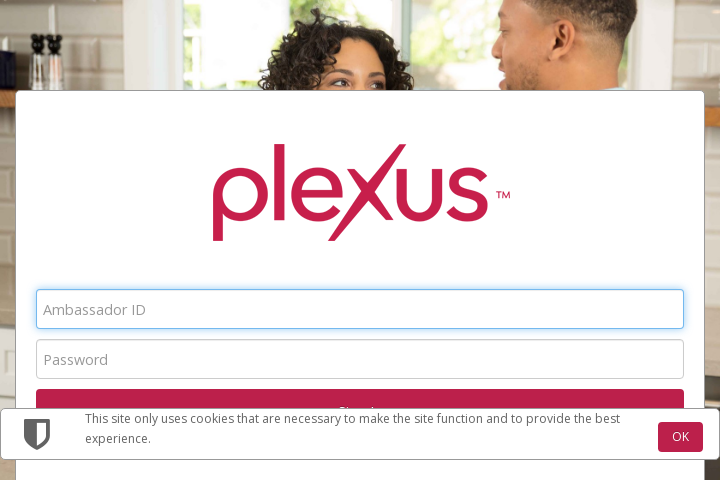 plexus™
Ambassador ID
Password
This site only uses cookies that are necessary to make the site function and to provide the best
experience.
OK